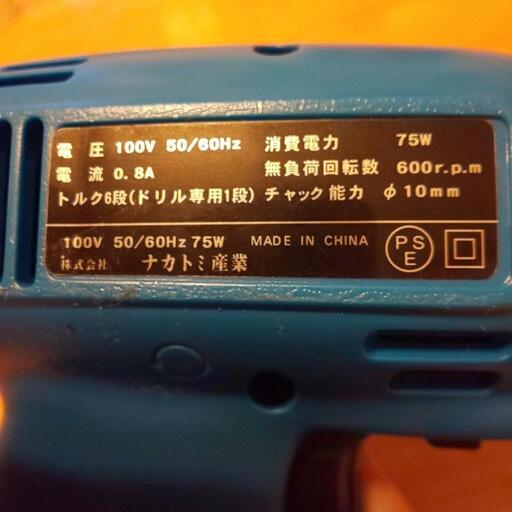 電圧 100V 50/60Hz 消費電力 75W
電流 0.8A 無負荷回転数 600r.p.m
トルク6段(ドリル専用1段) チャック能力 φ10mm
100V 50/60Hz 75W MADE IN CHINA PSE
株式会社 ナカトミ産業